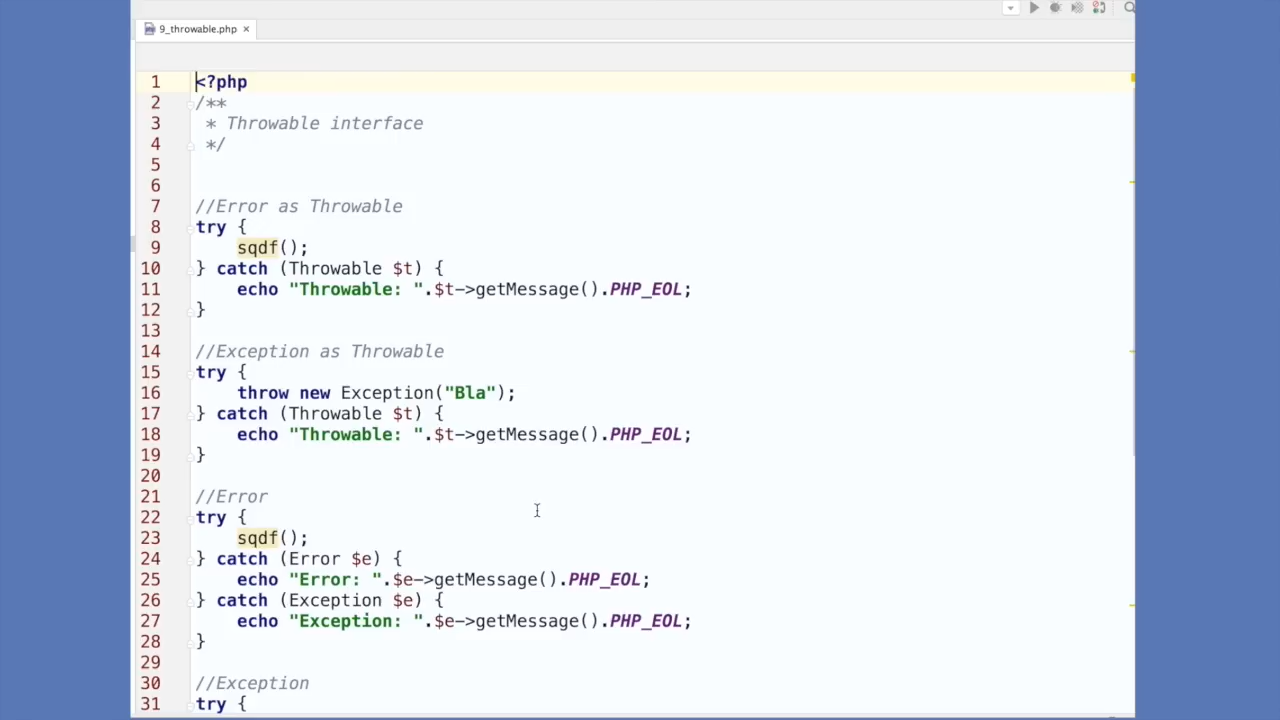 9_throwable.php ×
1 <?php
2 /**
3  * Throwable interface
4  */
5
6
7 //Error as Throwable
8 try {
9     sqdf();
10 } catch (Throwable $t) {
11     echo "Throwable: ".$t->getMessage().PHP_EOL;
12 }
13
14 //Exception as Throwable
15 try {
16     throw new Exception("Bla");
17 } catch (Throwable $t) {
18     echo "Throwable: ".$t->getMessage().PHP_EOL;
19 }
20
21 //Error
22 try {
23     sqdf();
24 } catch (Error $e) {
25     echo "Error: ".$e->getMessage().PHP_EOL;
26 } catch (Exception $e) {
27     echo "Exception: ".$e->getMessage().PHP_EOL;
28 }
29
30 //Exception
31 try {